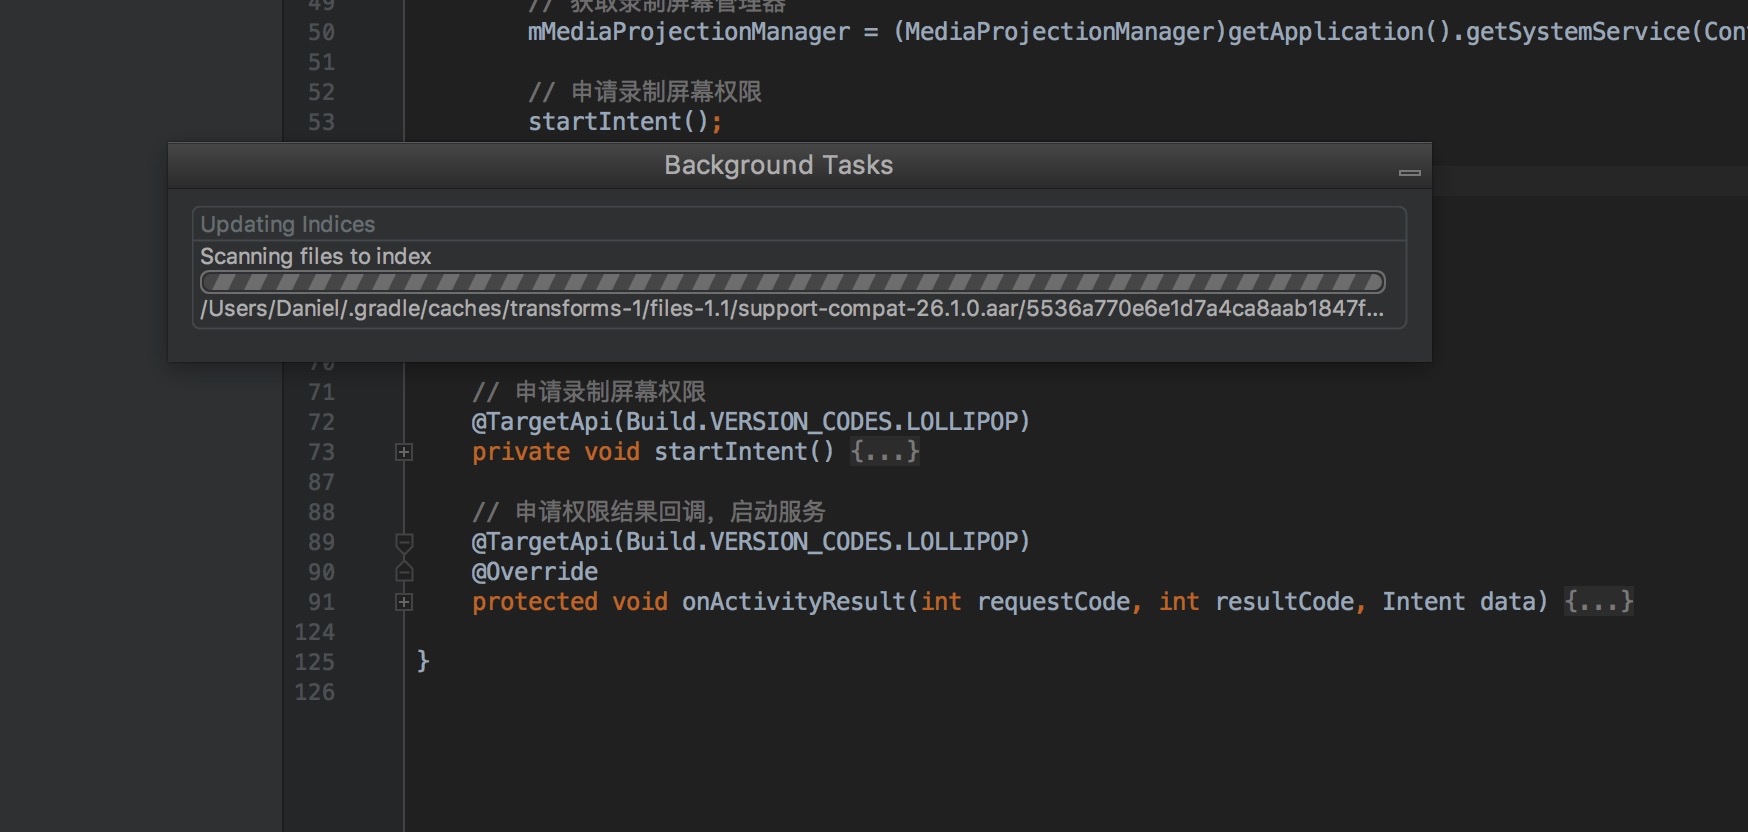 49 // 获取录制屏幕管理器
50 mMediaProjectionManager = (MediaProjectionManager)getApplication().getSystemService(Con
51
52 // 申请录制屏幕权限
53 startIntent();
Background Tasks
Updating Indices
Scanning files to index
/Users/Daniel/.gradle/caches/transforms-1/files-1.1/support-compat-26.1.0.aar/5536a770e6e1d7a4ca8aab1847f...
70
71 // 申请录制屏幕权限
72 @TargetApi(Build.VERSION_CODES.LOLLIPOP)
73 private void startIntent() {...}
87
88 // 申请权限结果回调，启动服务
89 @TargetApi(Build.VERSION_CODES.LOLLIPOP)
90 @Override
91 protected void onActivityResult(int requestCode, int resultCode, Intent data) {...}
124
125 }
126